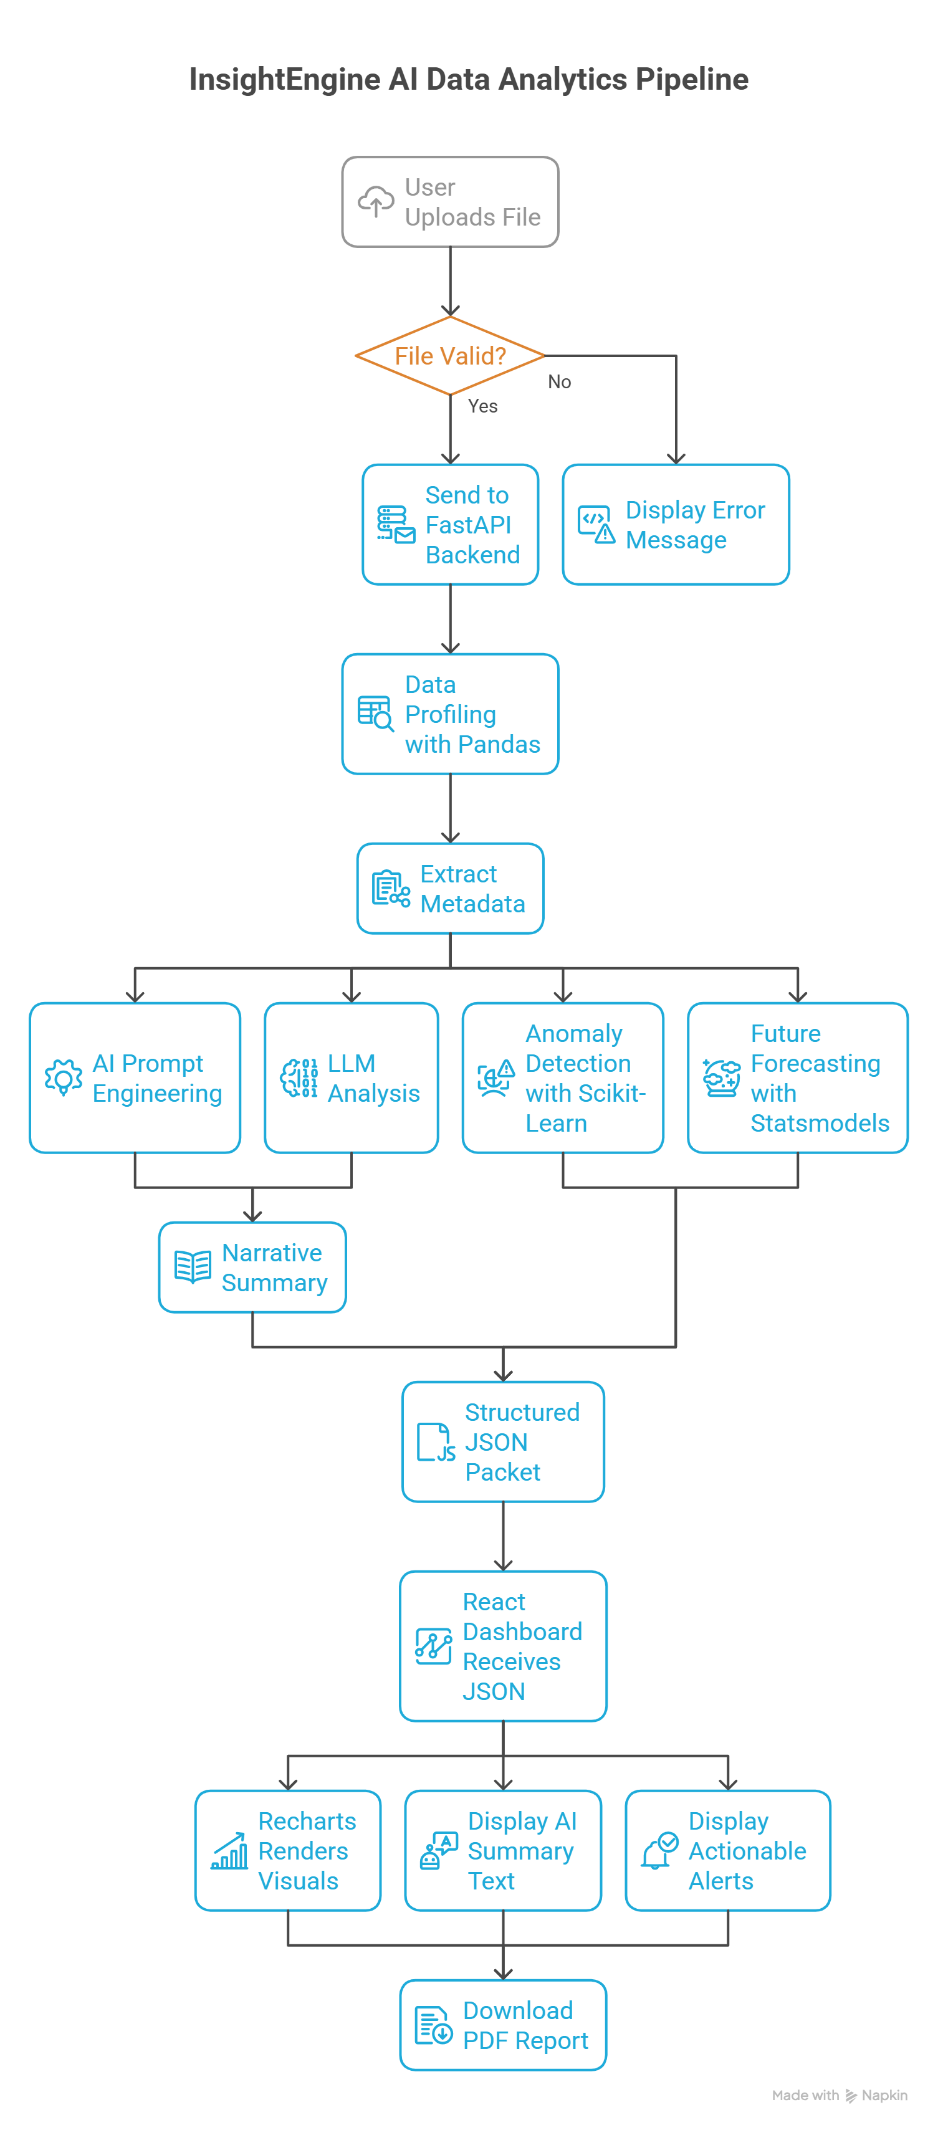 InsightEngine AI Data Analytics Pipeline
User
Uploads File
File Valid?
No
Yes
Send to
FastAPI
Backend
Display Error
Message
Data
Profiling
with Pandas
Extract
Metadata
AI Prompt
Engineering
LLM
Analysis
Anomaly
Detection
with Scikit-
Learn
Future
Forecasting
with
Statsmodels
Narrative
Summary
Structured
JSON
Packet
React
Dashboard
Receives
JSON
Recharts
Renders
Visuals
Display AI
Summary
Text
Display
Actionable
Alerts
Download
PDF Report
Made with Napkin